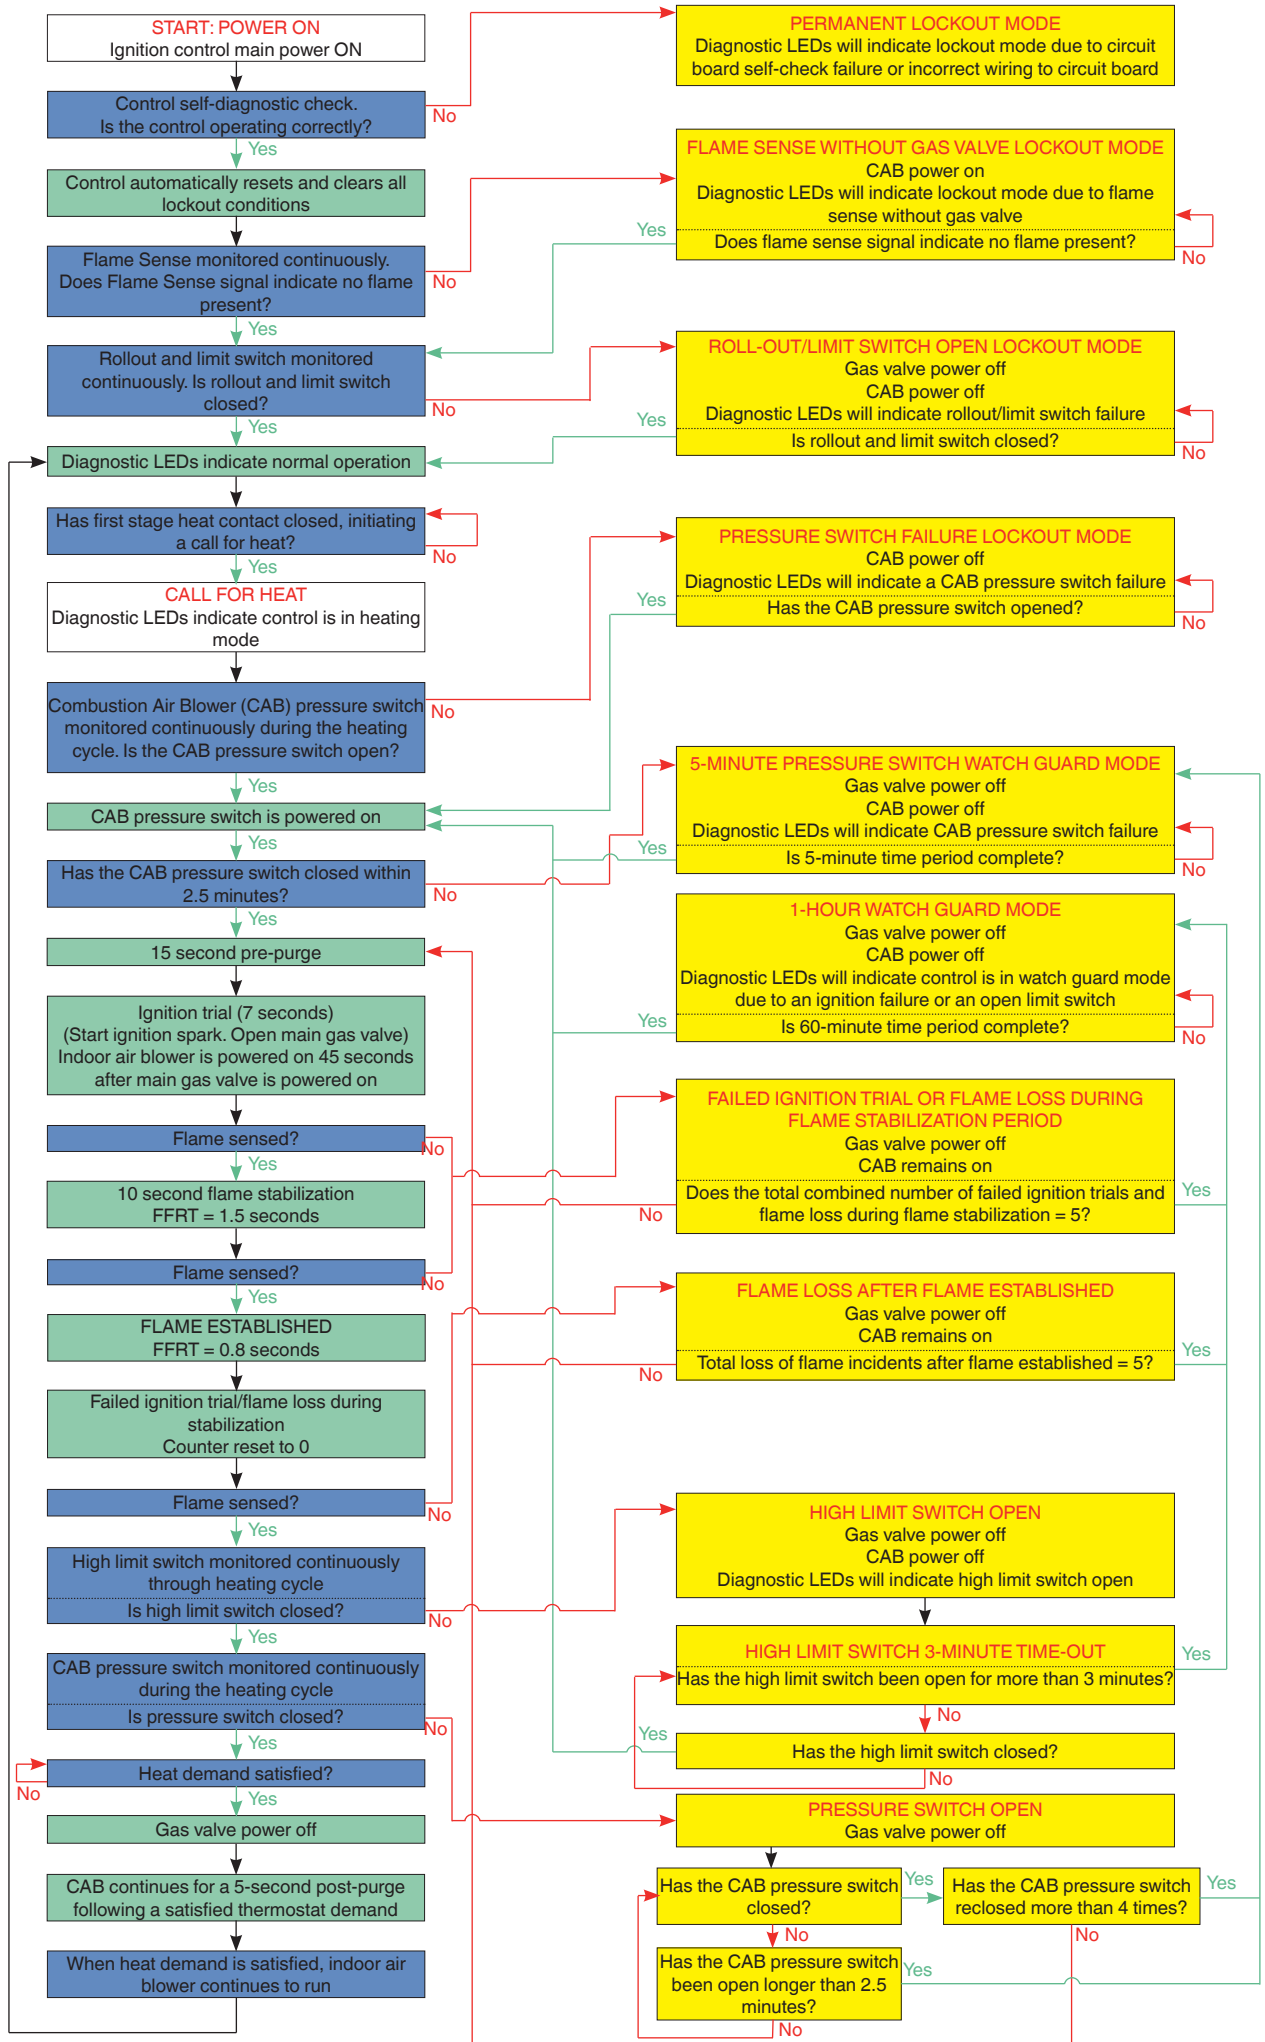 START: POWER ON
Ignition control main power ON
Control self-diagnostic check.
Is the control operating correctly?
No
Yes
Control automatically resets and clears all
lockout conditions
Flame Sense monitored continuously.
Does Flame Sense signal indicate no flame
present?
No
Yes
Rollout and limit switch monitored
continuously. Is rollout and limit switch
closed?
No
Yes
Diagnostic LEDs indicate normal operation
Has first stage heat contact closed, initiating
a call for heat?
No
Yes
CALL FOR HEAT
Diagnostic LEDs indicate control is in heating
mode
Combustion Air Blower (CAB) pressure switch
monitored continuously during the heating
cycle. Is the CAB pressure switch open?
No
Yes
CAB pressure switch is powered on
Yes
Has the CAB pressure switch closed within
2.5 minutes?
No
Yes
15 second pre-purge
Ignition trial (7 seconds)
(Start ignition spark. Open main gas valve)
Indoor air blower is powered on 45 seconds
after main gas valve is powered on
Flame sensed?
No
Yes
10 second flame stabilization
FFRT = 1.5 seconds
Flame sensed?
No
Yes
FLAME ESTABLISHED
FFRT = 0.8 seconds
Failed ignition trial/flame loss during
stabilization
Counter reset to 0
Flame sensed?
No
Yes
High limit switch monitored continuously
through heating cycle
Is high limit switch closed?
No
Yes
CAB pressure switch monitored continuously
during the heating cycle
Is pressure switch closed?
No
Yes
Heat demand satisfied?
No
Yes
Gas valve power off
CAB continues for a 5-second post-purge
following a satisfied thermostat demand
When heat demand is satisfied, indoor air
blower continues to run
PERMANENT LOCKOUT MODE
Diagnostic LEDs will indicate lockout mode due to circuit
board self-check failure or incorrect wiring to circuit board
FLAME SENSE WITHOUT GAS VALVE LOCKOUT MODE
CAB power on
Diagnostic LEDs will indicate lockout mode due to flame
sense without gas valve
Does flame sense signal indicate no flame present?
Yes
No
ROLL-OUT/LIMIT SWITCH OPEN LOCKOUT MODE
Gas valve power off
CAB power off
Diagnostic LEDs will indicate rollout/limit switch failure
Is rollout and limit switch closed?
Yes
No
PRESSURE SWITCH FAILURE LOCKOUT MODE
CAB power off
Diagnostic LEDs will indicate a CAB pressure switch failure
Has the CAB pressure switch opened?
Yes
No
5-MINUTE PRESSURE SWITCH WATCH GUARD MODE
Gas valve power off
CAB power off
Diagnostic LEDs will indicate CAB pressure switch failure
Is 5-minute time period complete?
Yes
No
1-HOUR WATCH GUARD MODE
Gas valve power off
CAB power off
Diagnostic LEDs will indicate control is in watch guard mode
due to an ignition failure or an open limit switch
Is 60-minute time period complete?
Yes
No
FAILED IGNITION TRIAL OR FLAME LOSS DURING
FLAME STABILIZATION PERIOD
Gas valve power off
CAB remains on
Does the total combined number of failed ignition trials and
flame loss during flame stabilization = 5?
Yes
No
FLAME LOSS AFTER FLAME ESTABLISHED
Gas valve power off
CAB remains on
Total loss of flame incidents after flame established = 5?
Yes
No
HIGH LIMIT SWITCH OPEN
Gas valve power off
CAB power off
Diagnostic LEDs will indicate high limit switch open
HIGH LIMIT SWITCH 3-MINUTE TIME-OUT
Has the high limit switch been open for more than 3 minutes?
Yes
No
Has the high limit switch closed?
Yes
No
PRESSURE SWITCH OPEN
Gas valve power off
Has the CAB pressure switch
closed?
Yes
No
Has the CAB pressure switch
reclosed more than 4 times?
Yes
No
Has the CAB pressure switch
been open longer than 2.5
minutes?
Yes
No